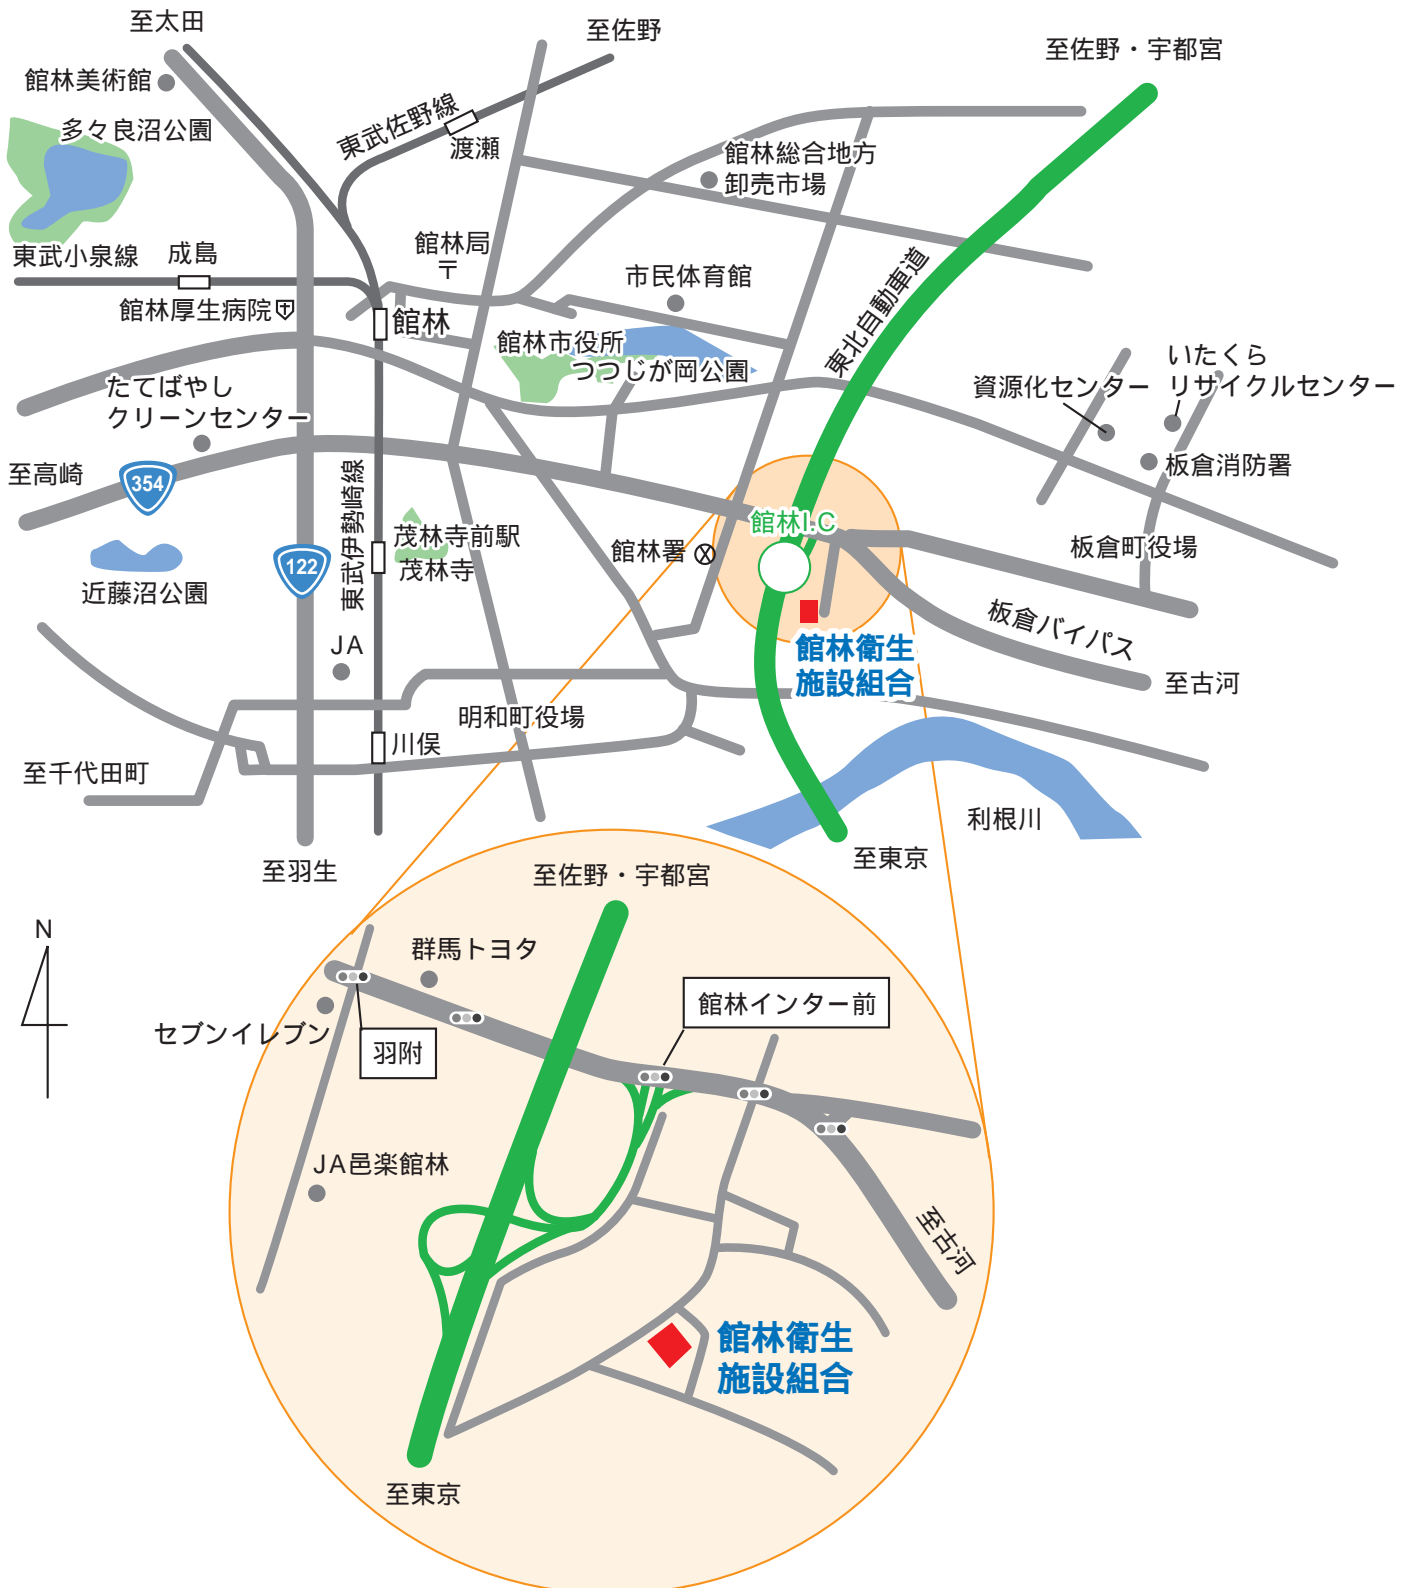 至太田
至佐野
至佐野・宇都宮
館林美術館
多々良沼公園
東武佐野線
渡瀬
館林総合地方
卸売市場
東武小泉線
成島
館林局
〒
市民体育館
館林厚生病院
館林
東北自動車道
館林市役所
つつじが岡公園
いたくら
リサイクルセンター
資源化センター
たてばやし
クリーンセンター
至高崎
354
板倉消防署
東武伊勢崎線
館林I.C
茂林寺前駅
茂林寺
館林署
板倉町役場
122
近藤沼公園
板倉バイパス
JA
館林衛生
施設組合
至古河
明和町役場
川俣
至千代田町
利根川
至東京
至羽生
至佐野・宇都宮
N
群馬トヨタ
館林インター前
セブンイレブン
羽附
JA邑楽館林
至古河
館林衛生
施設組合
至東京